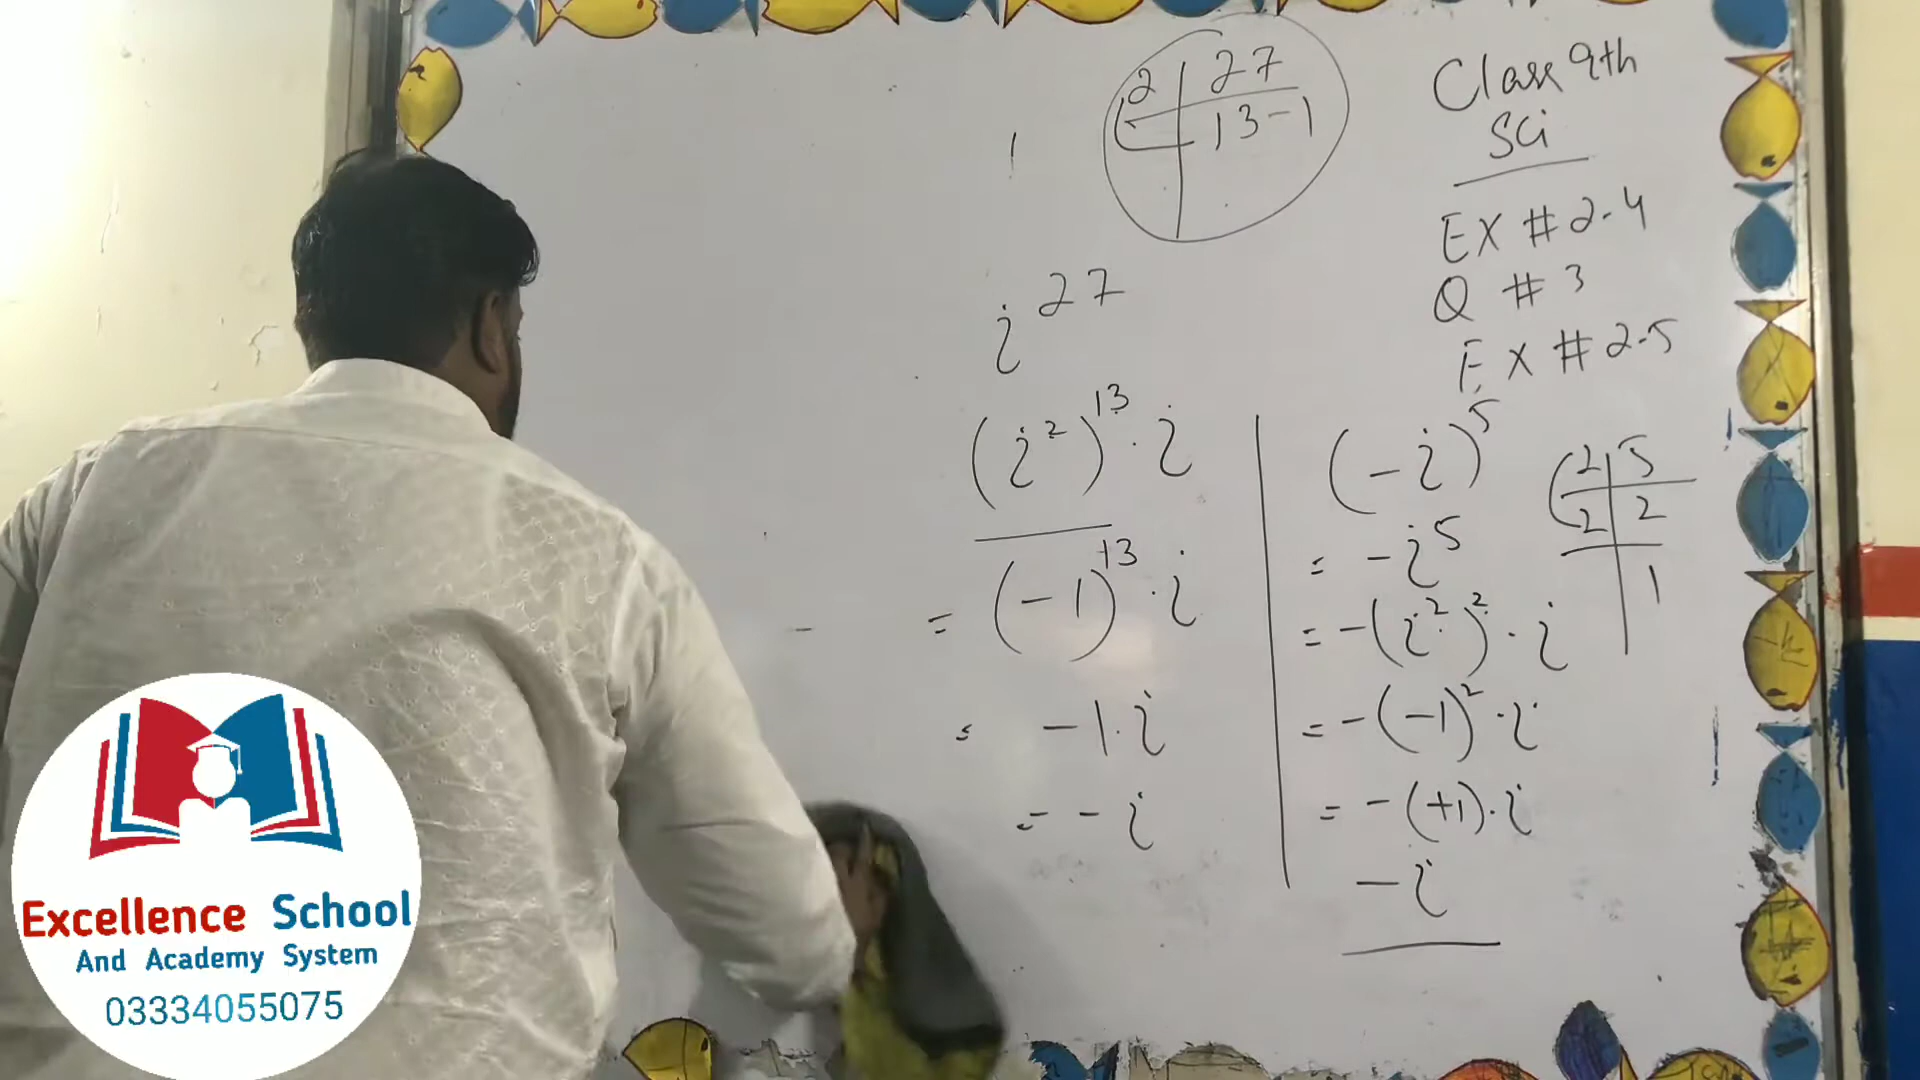 2 | 27
13 - 1
Class 9th
Sci
EX # 2-4
Q # 3
EX # 2-5
i^27
(i^2)^13 . i
= (-1)^13 . i
= -1 . i
= - i
(-i)^5
= -i^5
= -(i^2)^2 . i
= -(-1)^2 . i
= -(+1) . i
-i
2 | 5
2 | 2
1
Excellence School
And Academy System
03334055075